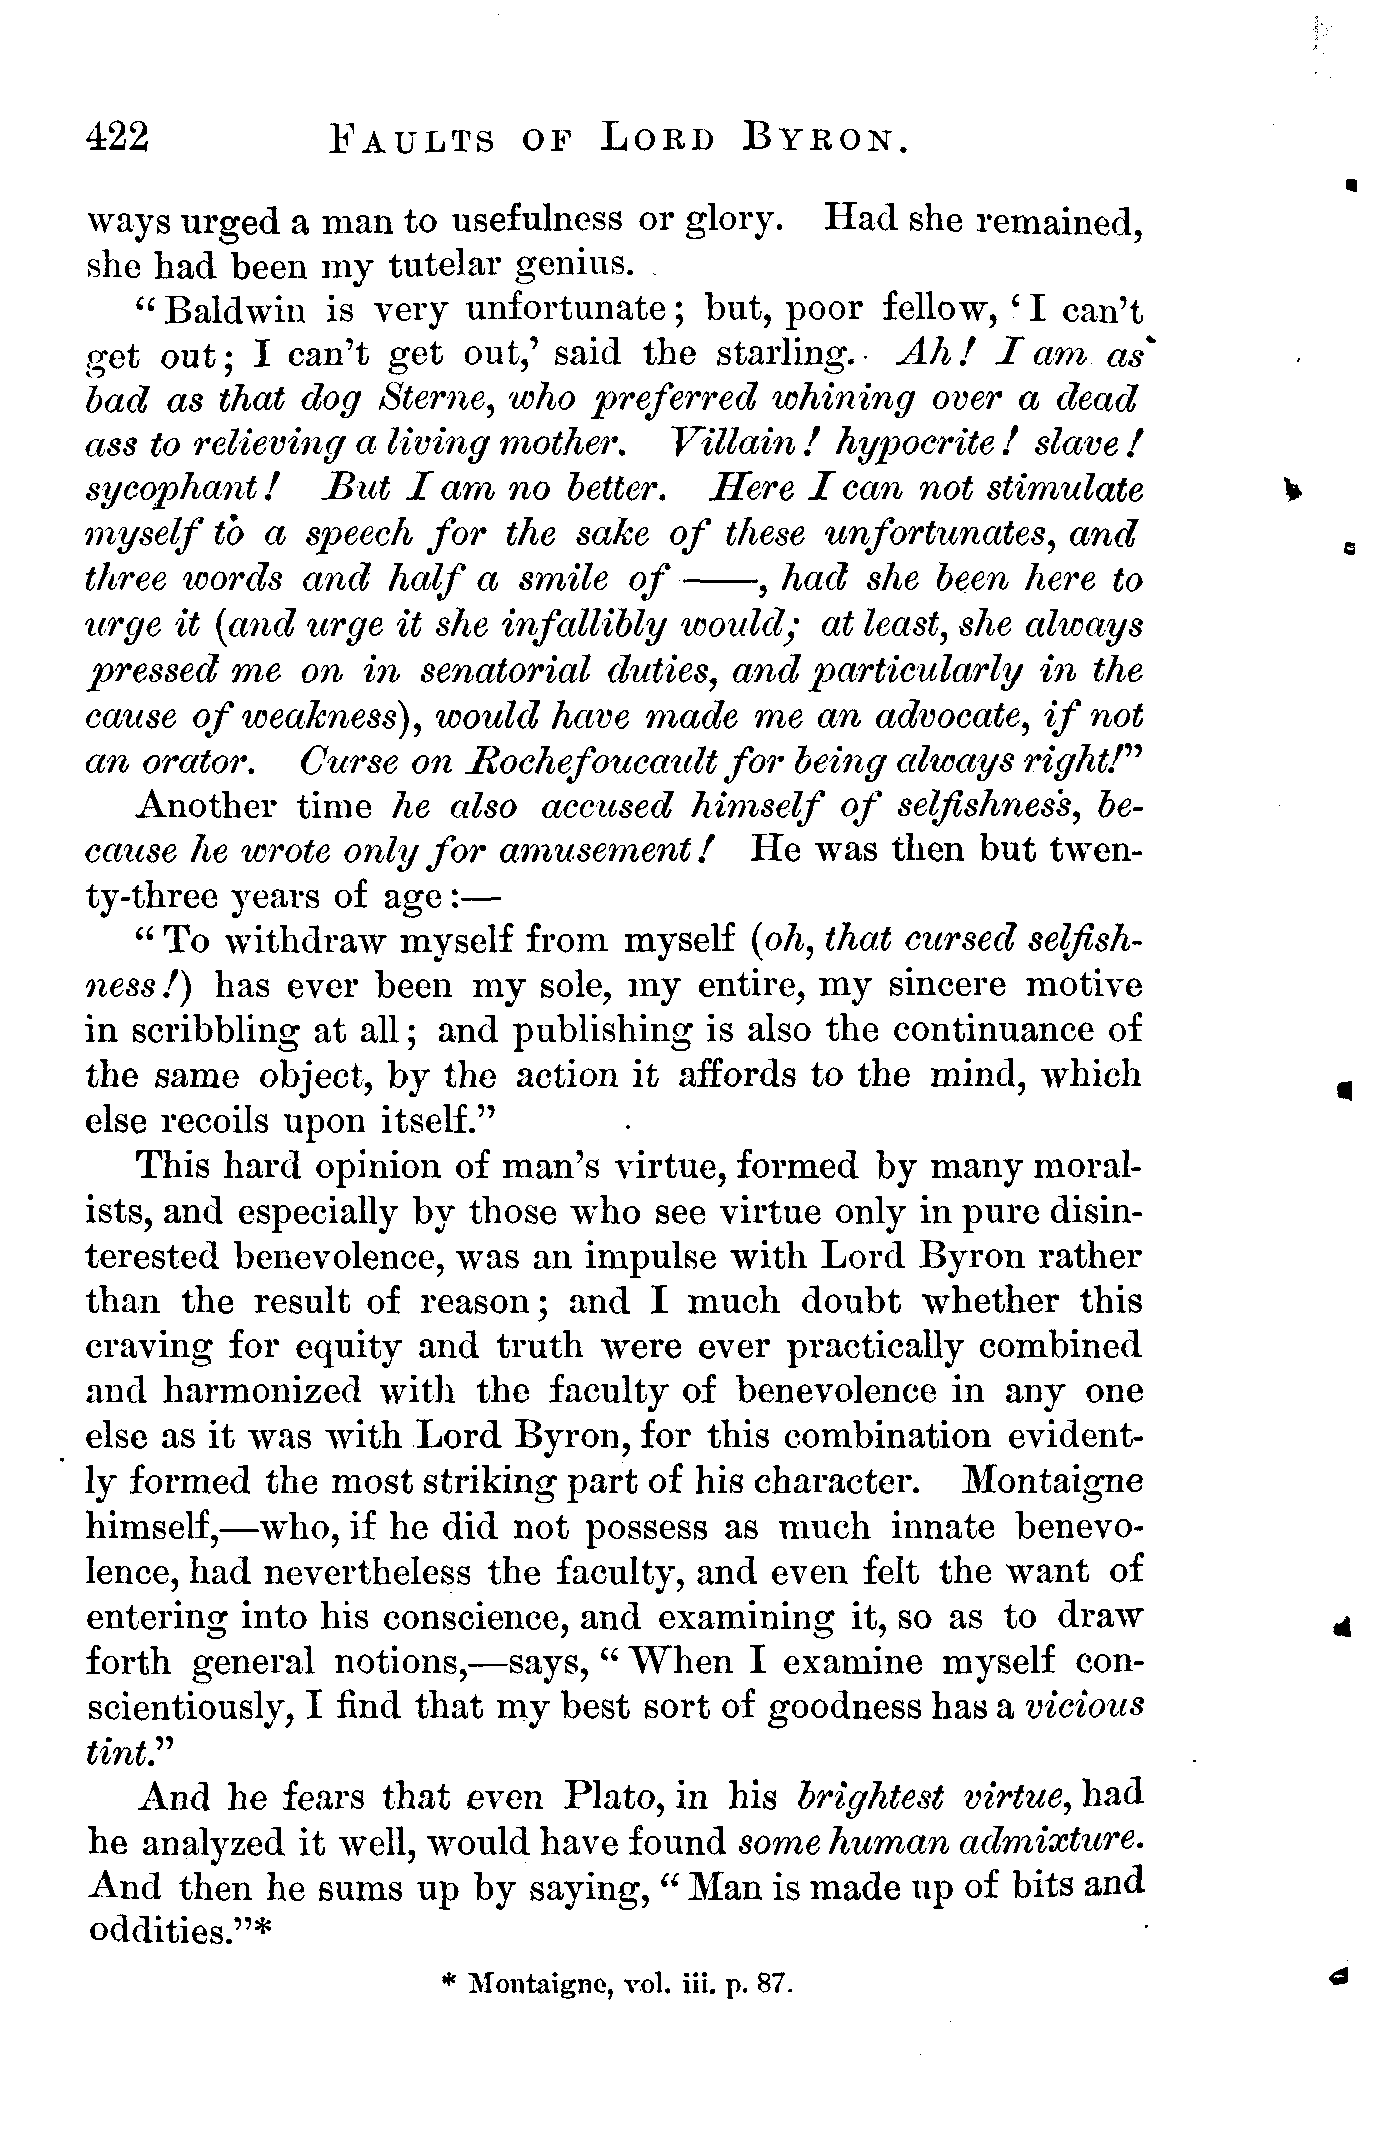 422 FAULTS OF LORD BYRON.
ways urged a man to usefulness or glory. Had she remained,
she had been my tutelar genius.
“Baldwin is very unfortunate; but, poor fellow, ‘I can’t
get out; I can’t get out,’ said the starling. Ah! I am as
bad as that dog Sterne, who preferred whining over a dead
ass to relieving a living mother. Villain! hypocrite! slave!
sycophant! But I am no better. Here I can not stimulate
myself to a speech for the sake of these unfortunates, and
three words and half a smile of ——, had she been here to
urge it (and urge it she infallibly would; at least, she always
pressed me on in senatorial duties, and particularly in the
cause of weakness), would have made me an advocate, if not
an orator. Curse on Rochefoucault for being always right!”
Another time he also accused himself of selfishness, be-
cause he wrote only for amusement! He was then but twen-
ty-three years of age:—
“To withdraw myself from myself (oh, that cursed selfish-
ness!) has ever been my sole, my entire, my sincere motive
in scribbling at all; and publishing is also the continuance of
the same object, by the action it affords to the mind, which
else recoils upon itself.”
This hard opinion of man’s virtue, formed by many moral-
ists, and especially by those who see virtue only in pure disin-
terested benevolence, was an impulse with Lord Byron rather
than the result of reason; and I much doubt whether this
craving for equity and truth were ever practically combined
and harmonized with the faculty of benevolence in any one
else as it was with Lord Byron, for this combination evident-
ly formed the most striking part of his character. Montaigne
himself,—who, if he did not possess as much innate benevo-
lence, had nevertheless the faculty, and even felt the want of
entering into his conscience, and examining it, so as to draw
forth general notions,—says, “When I examine myself con-
scientiously, I find that my best sort of goodness has a vicious
tint.”
And he fears that even Plato, in his brightest virtue, had
he analyzed it well, would have found some human admixture.
And then he sums up by saying, “Man is made up of bits and
oddities.”*
* Montaigne, vol. iii. p. 87.